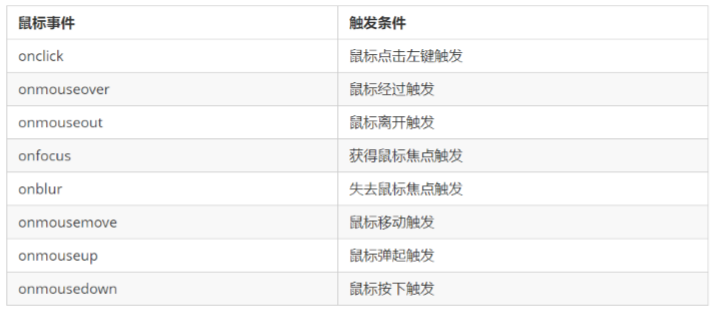 鼠标事件 触发条件
onclick 鼠标点击左键触发
onmouseover 鼠标经过触发
onmouseout 鼠标离开触发
onfocus 获得鼠标焦点触发
onblur 失去鼠标焦点触发
onmousemove 鼠标移动触发
onmouseup 鼠标弹起触发
onmousedown 鼠标按下触发